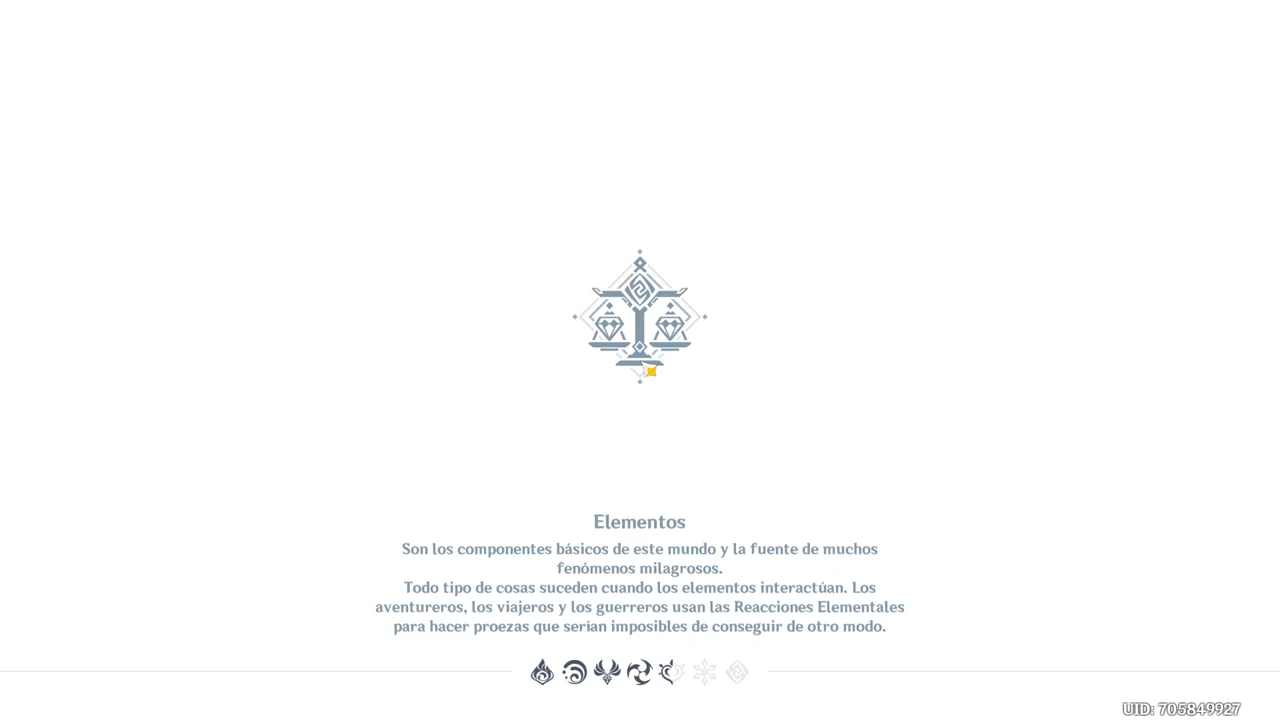 Elementos
Son los componentes básicos de este mundo y la fuente de muchos
fenómenos milagrosos.
Todo tipo de cosas suceden cuando los elementos interactúan. Los
aventureros, los viajeros y los guerreros usan las Reacciones Elementales
para hacer proezas que serían imposibles de conseguir de otro modo.
UID: 705849927